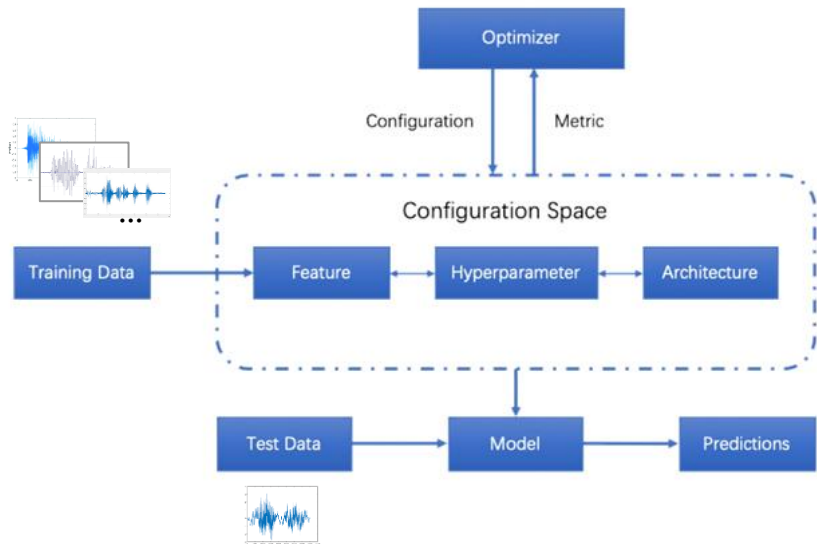 Optimizer
Configuration
Metric
Configuration Space
Training Data
Feature
Hyperparameter
Architecture
Test Data
Model
Predictions